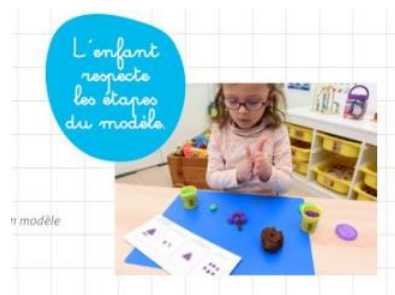 L'enfant
respecte
les étapes
du modèle.
n modèle